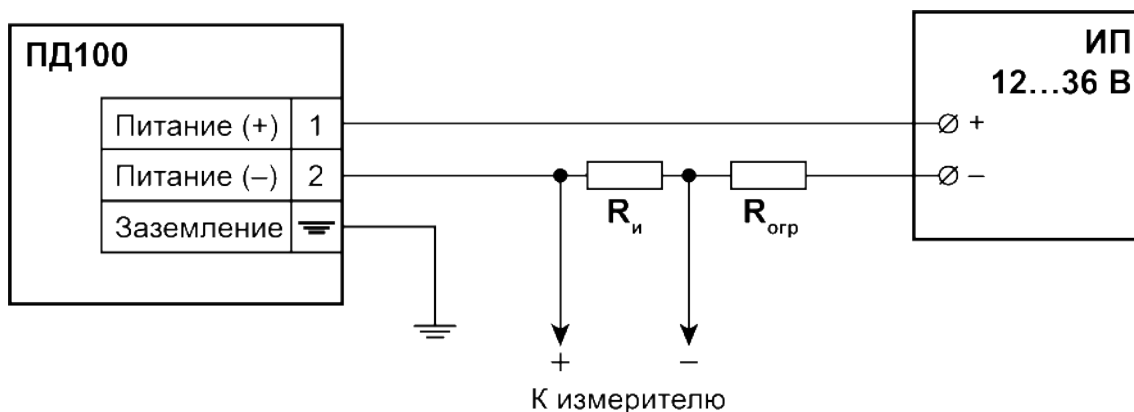 ПД100
ИП
12...36 В
Питание (+) 1
+
Питание (–) 2
–
Заземление
Rи
Rогр
+
–
К измерителю